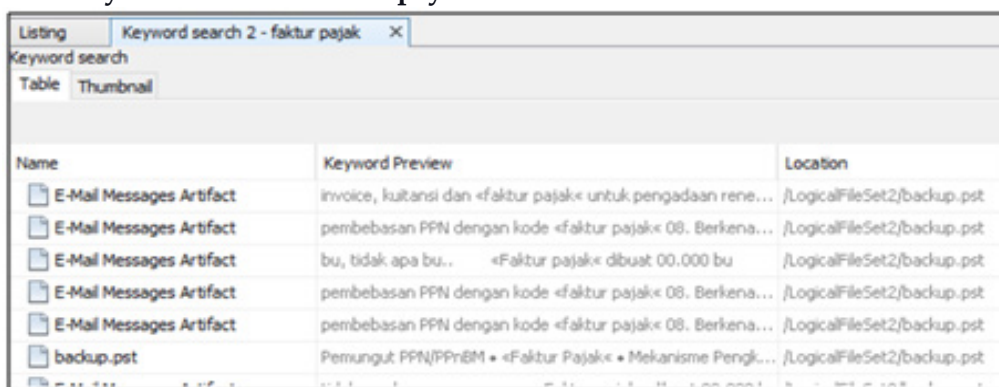 Listing Keyword search 2 - faktur pajak ×
Keyword search
Table Thumbnail
Name Keyword Preview Location
E-Mail Messages Artifact invoice, kuitansi dan «faktur pajak« untuk pengadaan rene... /LogicalFileSet2/backup.pst
E-Mail Messages Artifact pembebasan PPN dengan kode «faktur pajak« 08. Berkena... /LogicalFileSet2/backup.pst
E-Mail Messages Artifact bu, tidak apa bu.. «Faktur pajak« dibuat 00.000 bu /LogicalFileSet2/backup.pst
E-Mail Messages Artifact pembebasan PPN dengan kode «faktur pajak« 08. Berkena... /LogicalFileSet2/backup.pst
E-Mail Messages Artifact pembebasan PPN dengan kode «faktur pajak« 08. Berkena... /LogicalFileSet2/backup.pst
backup.pst Pemungut PPN/PPnBM • «Faktur Pajak« • Mekanisme Pengk... /LogicalFileSet2/backup.pst